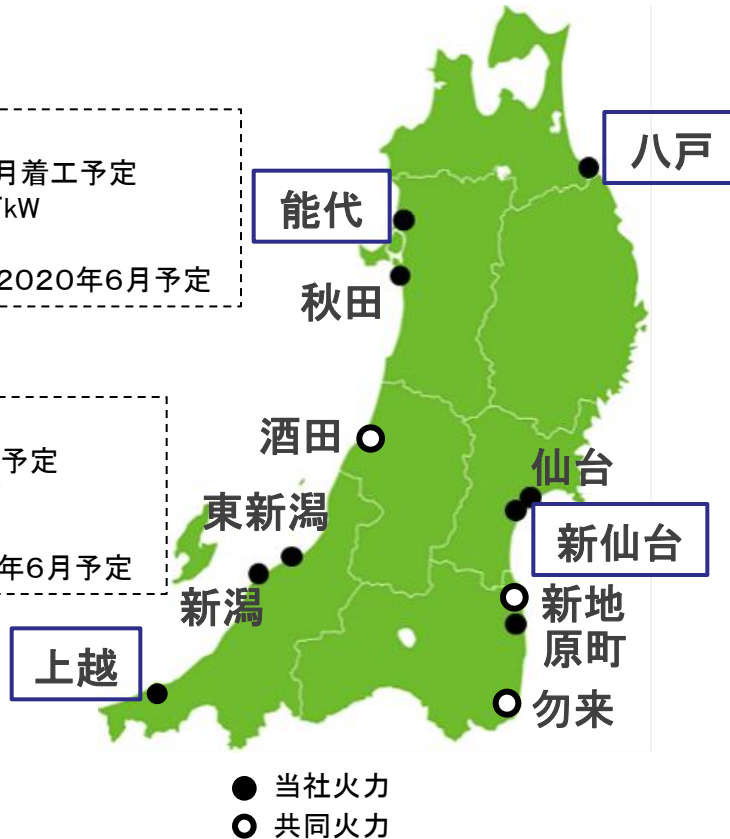 八戸
月着工予定
kW
2020年6月予定
能代
秋田
予定
年6月予定
酒田
仙台
東新潟
新仙台
新潟
新地
原町
上越
勿来
● 当社火力
○ 共同火力